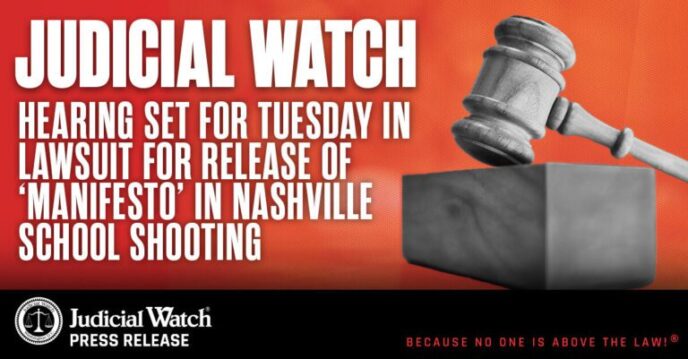 JUDICIAL WATCH
HEARING SET FOR TUESDAY IN
LAWSUIT FOR RELEASE OF
‘MANIFESTO’ IN NASHVILLE
SCHOOL SHOOTING
Judicial Watch®
PRESS RELEASE
BECAUSE NO ONE IS ABOVE THE LAW!®